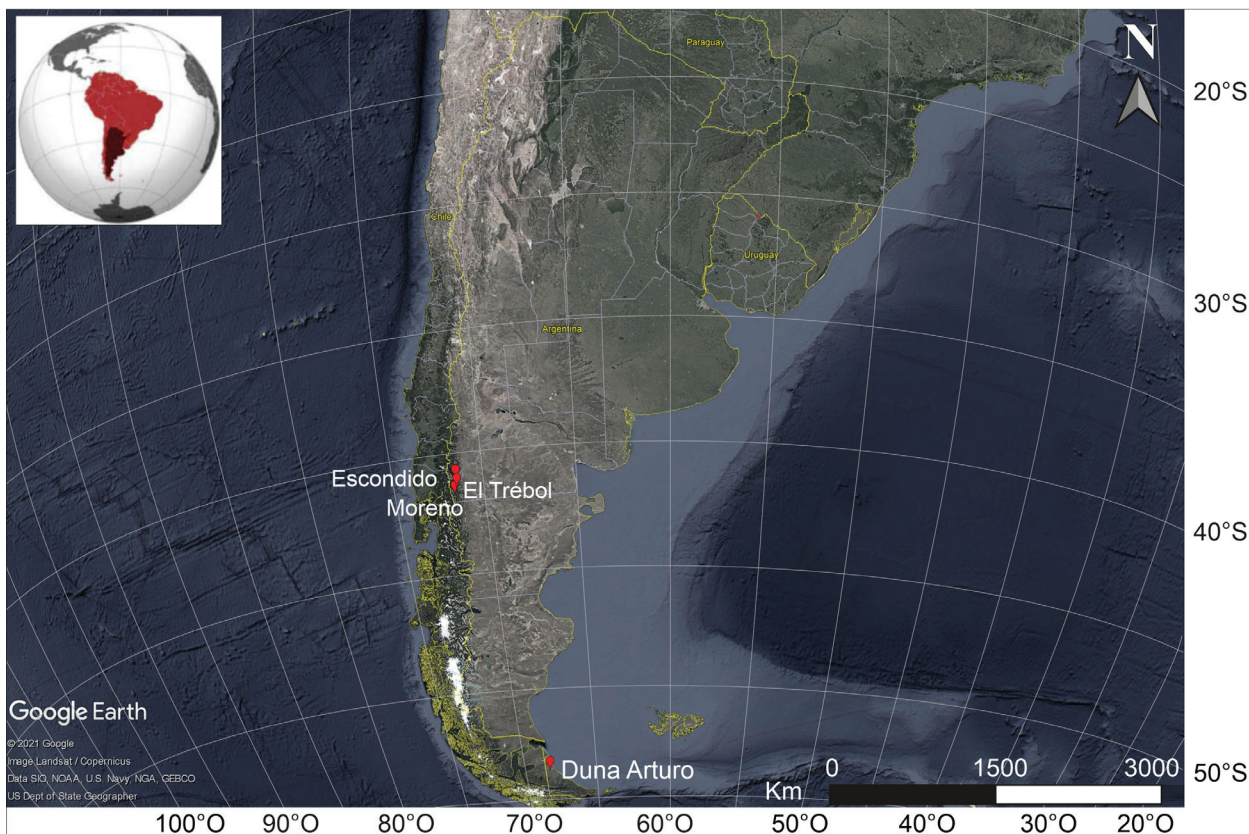 N
Paraguay
20°S
Chile
Uruguay
30°S
Argentina
Escondido
El Trébol
Moreno
40°S
Google Earth
© 2021 Google
Image Landsat / Copernicus
Data SIO, NOAA, U.S. Navy, NGA, GEBCO
US Dept of State Geographer
Duna Arturo
0 1500 3000
Km
50°S
100°O 90°O 80°O 70°O 60°O 50°O 40°O 30°O 20°O